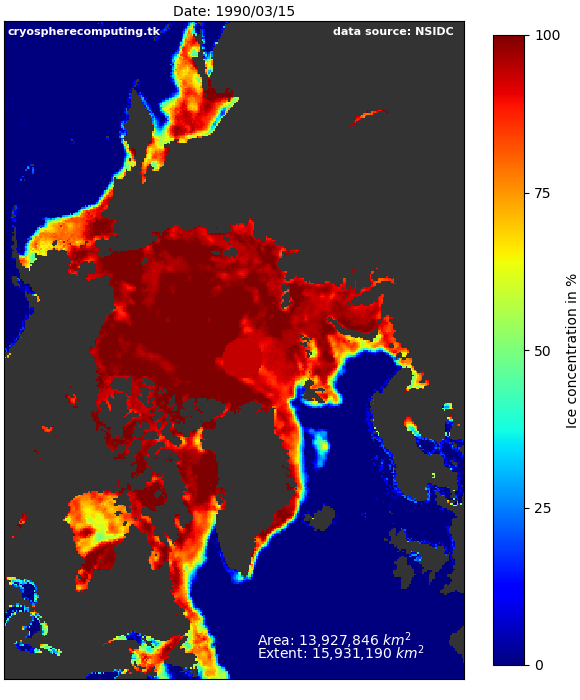 Date: 1990/03/15
cryospherecomputing.tk data source: NSIDC
100
75
50
25
0
Ice concentration in %
Area: 13,927,846 km²
Extent: 15,931,190 km²